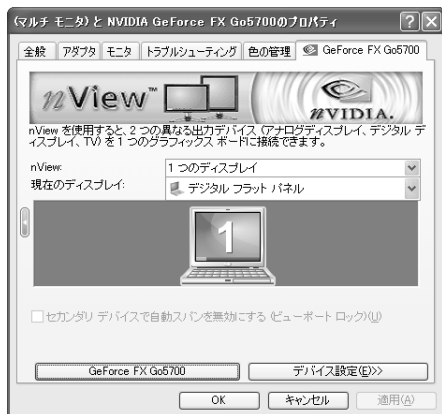 (マルチ モニタ) と NVIDIA GeForce FX Go5700のプロパティ
全般 アダプタ モニタ トラブルシューティング 色の管理 GeForce FX Go5700
nView™ NVIDIA.
nView を使用すると、2 つの異なる出力デバイス (アナログディスプレイ、デジタル デ
ィスプレイ、TV) を 1 つのグラフィックス ボードに接続できます。
nView: 1 つのディスプレイ
現在のディスプレイ: デジタル フラット パネル
1
セカンダリ デバイスで自動スパンを無効にする (ビューポート ロック)(U)
GeForce FX Go5700 デバイス設定(E)>>
OK キャンセル 適用(A)